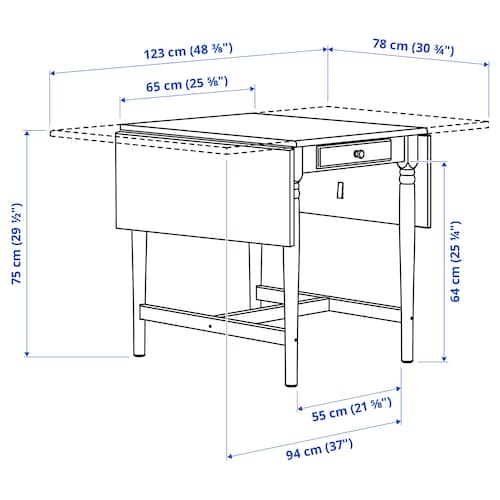 123 cm (48 ⅜")
78 cm (30 ¾")
65 cm (25 ⅝")
75 cm (29 ½")
64 cm (25 ¼")
55 cm (21 ⅝")
94 cm (37")